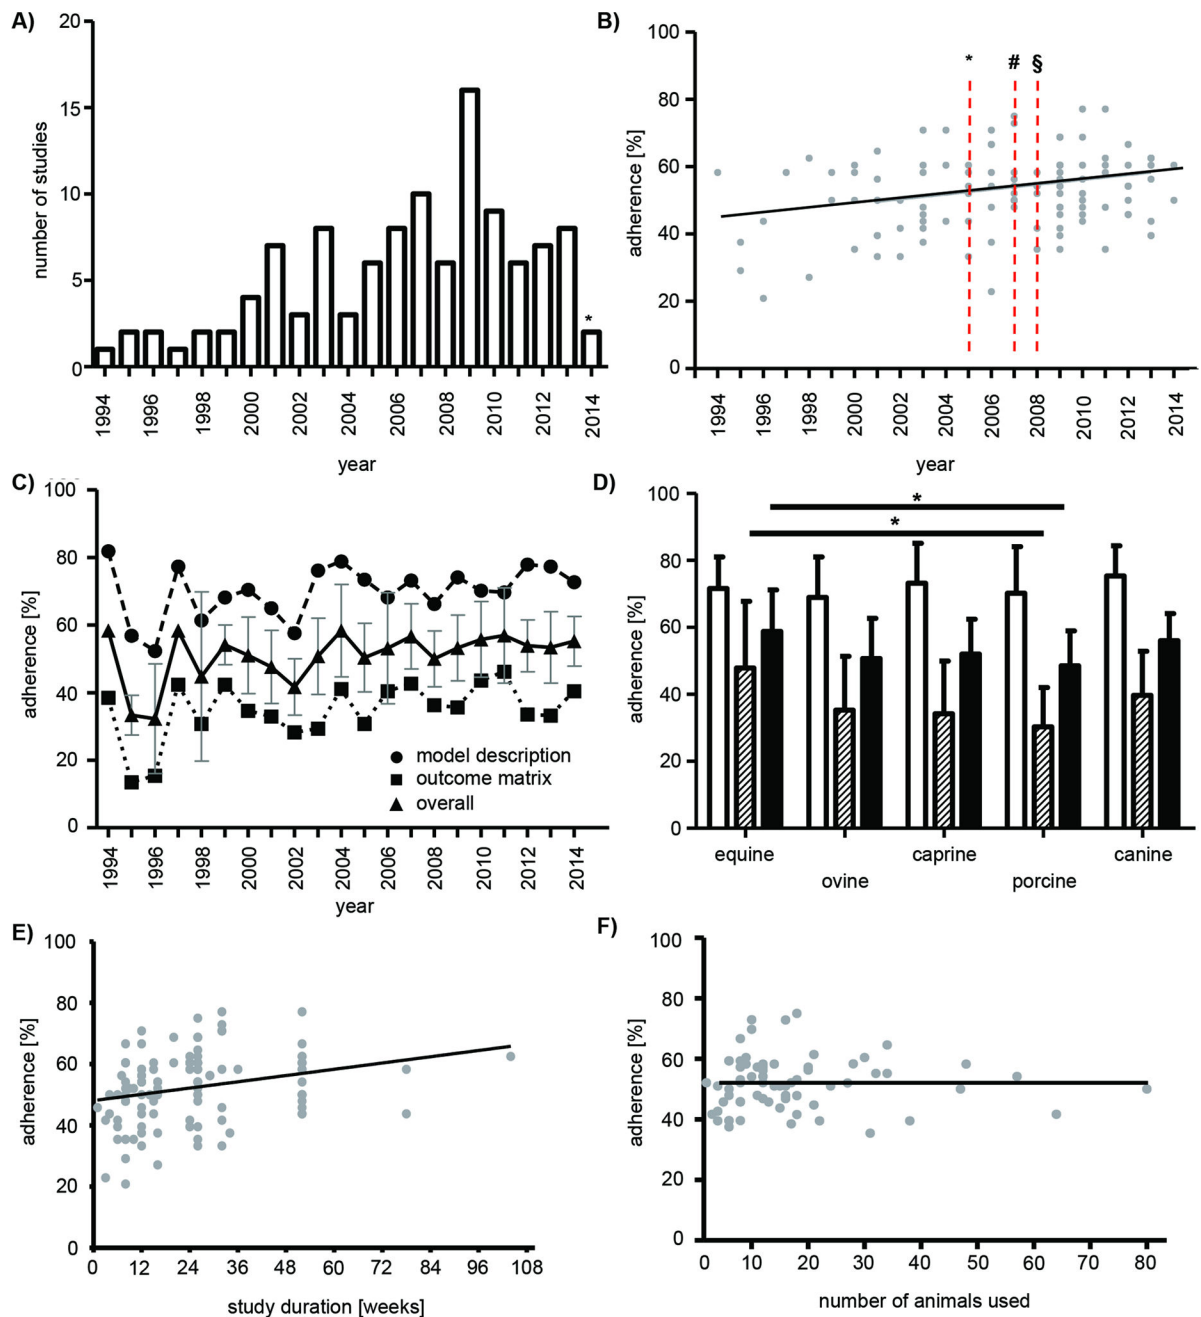 A)
20
15
10
5
0
number of studies
*
1994
1996
1998
2000
2002
2004
2006
2008
2010
2012
2014
year
B)
100
80
60
40
20
0
adherence [%]
* # §
1994
1996
1998
2000
2002
2004
2006
2008
2010
2012
2014
year
C)
100
80
60
40
20
0
adherence [%]
model description
outcome matrix
overall
1994
1996
1998
2000
2002
2004
2006
2008
2010
2012
2014
year
D)
100
80
60
40
20
0
adherence [%]
*
*
equine
ovine
caprine
porcine
canine
E)
100
80
60
40
20
0
adherence [%]
0 12 24 36 48 60 72 84 96 108
study duration [weeks]
F)
100
80
60
40
20
0
adherence [%]
0 10 20 30 40 50 60 70 80
number of animals used